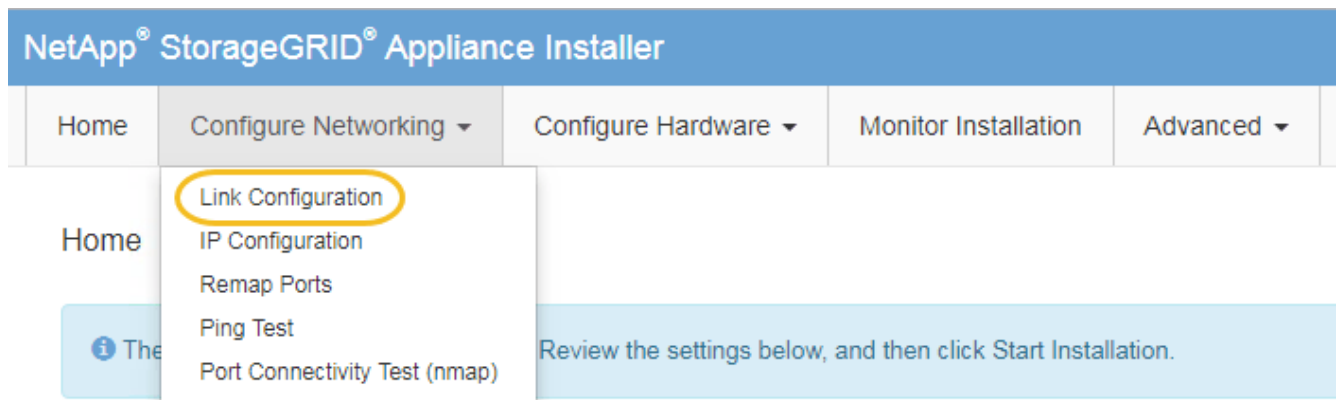 NetApp® StorageGRID® Appliance Installer
Home Configure Networking Configure Hardware Monitor Installation Advanced
Link Configuration
Home IP Configuration
Remap Ports
Ping Test
The Review the settings below, and then click Start Installation.
Port Connectivity Test (nmap)